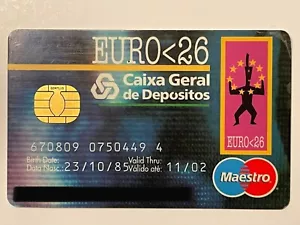 EURO<26
Caixa Geral
de Depositos
EURO<26
670809 0750449 4
Birth Date: Valid Thru:
Data Nasc: 23/10/85 Válido até: 11/02
Maestro